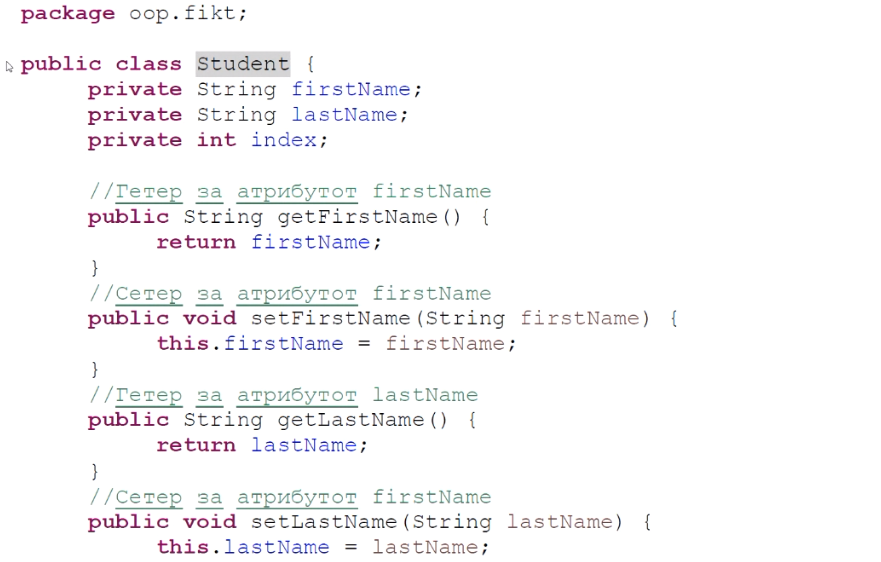 package oop.fikt;
public class Student {
private String firstName;
private String lastName;
private int index;
//Гетер за атрибутот firstName
public String getFirstName() {
return firstName;
}
//Сетер за атрибутот firstName
public void setFirstName(String firstName) {
this.firstName = firstName;
}
//Гетер за атрибутот lastName
public String getLastName() {
return lastName;
}
//Сетер за атрибутот firstName
public void setLastName(String lastName) {
this.lastName = lastName;